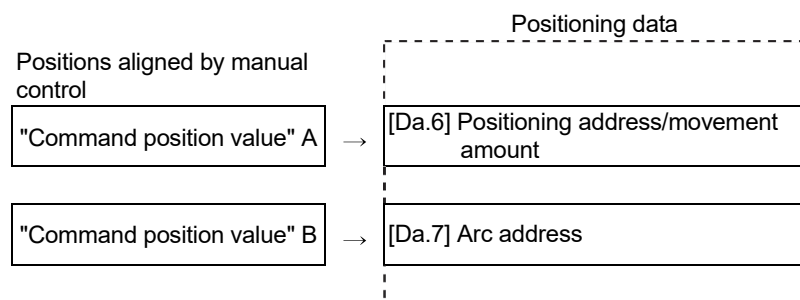 Positioning data
Positions aligned by manual
control
"Command position value" A
→
[Da.6] Positioning address/movement
amount
"Command position value" B
→
[Da.7] Arc address